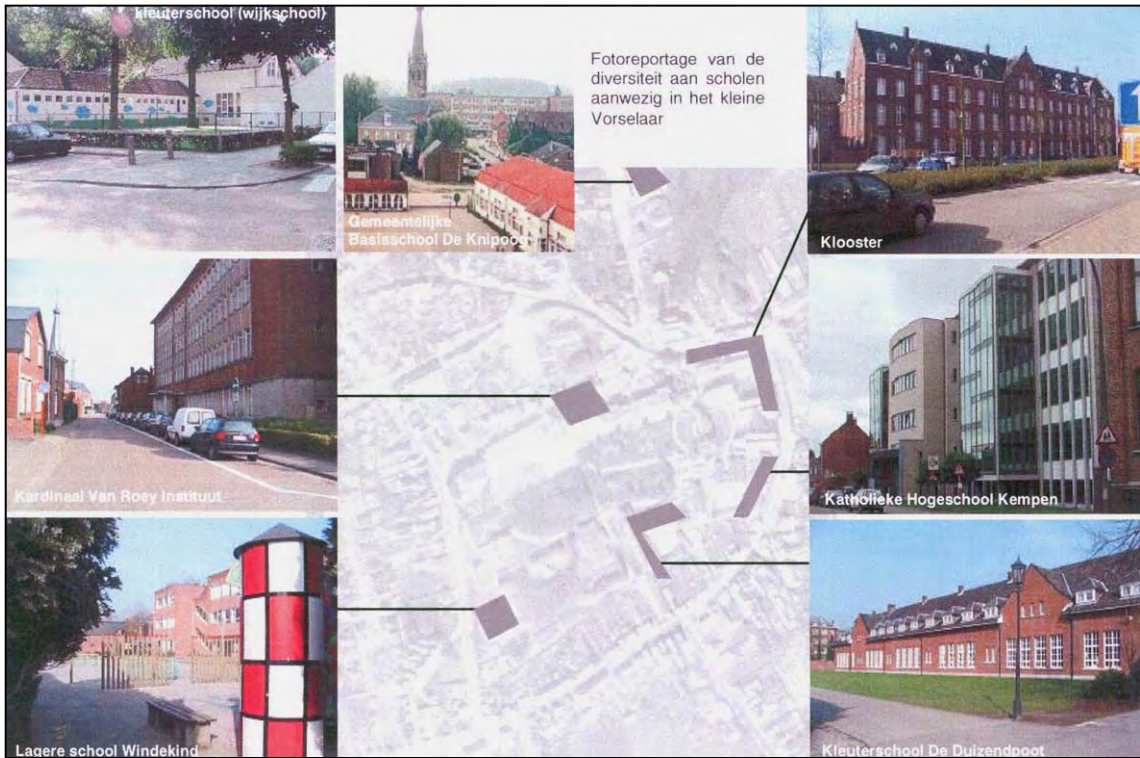 kleuterschool (wijkschool)
Fotoreportage van de
diversiteit aan scholen
aanwezig in het kleine
Vorselaar
Gemeentelijke
Basisschool De Knipoog
Klooster
Kardinaal Van Roey Instituut
Katholieke Hogeschool Kempen
Lagere school Windekind
Kleuterschool De Duizendpoot